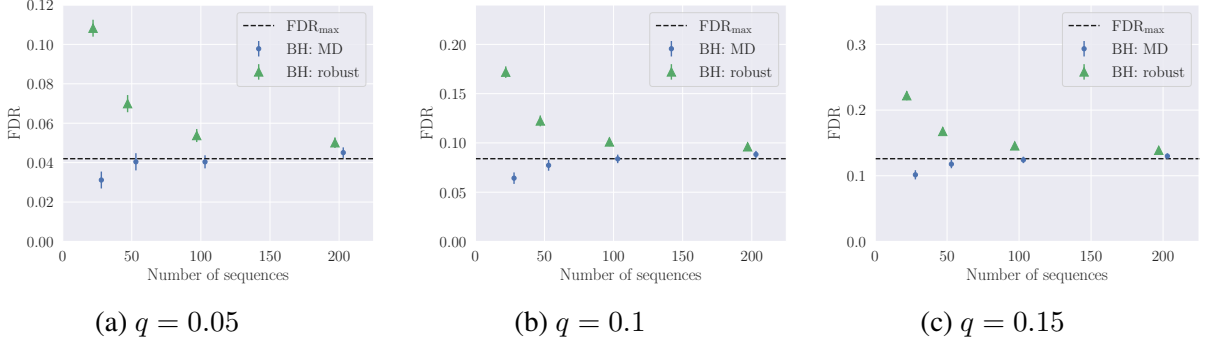 0.12
0.10
0.08
0.06
0.04
0.02
0.00
FDR
0 50 100 150 200
Number of sequences
FDRmax
BH: MD
BH: robust
(a) q = 0.05
0.20
0.15
0.10
0.05
0.00
FDR
0 50 100 150 200
Number of sequences
FDRmax
BH: MD
BH: robust
(b) q = 0.1
0.3
0.2
0.1
0.0
FDR
0 50 100 150 200
Number of sequences
FDRmax
BH: MD
BH: robust
(c) q = 0.15